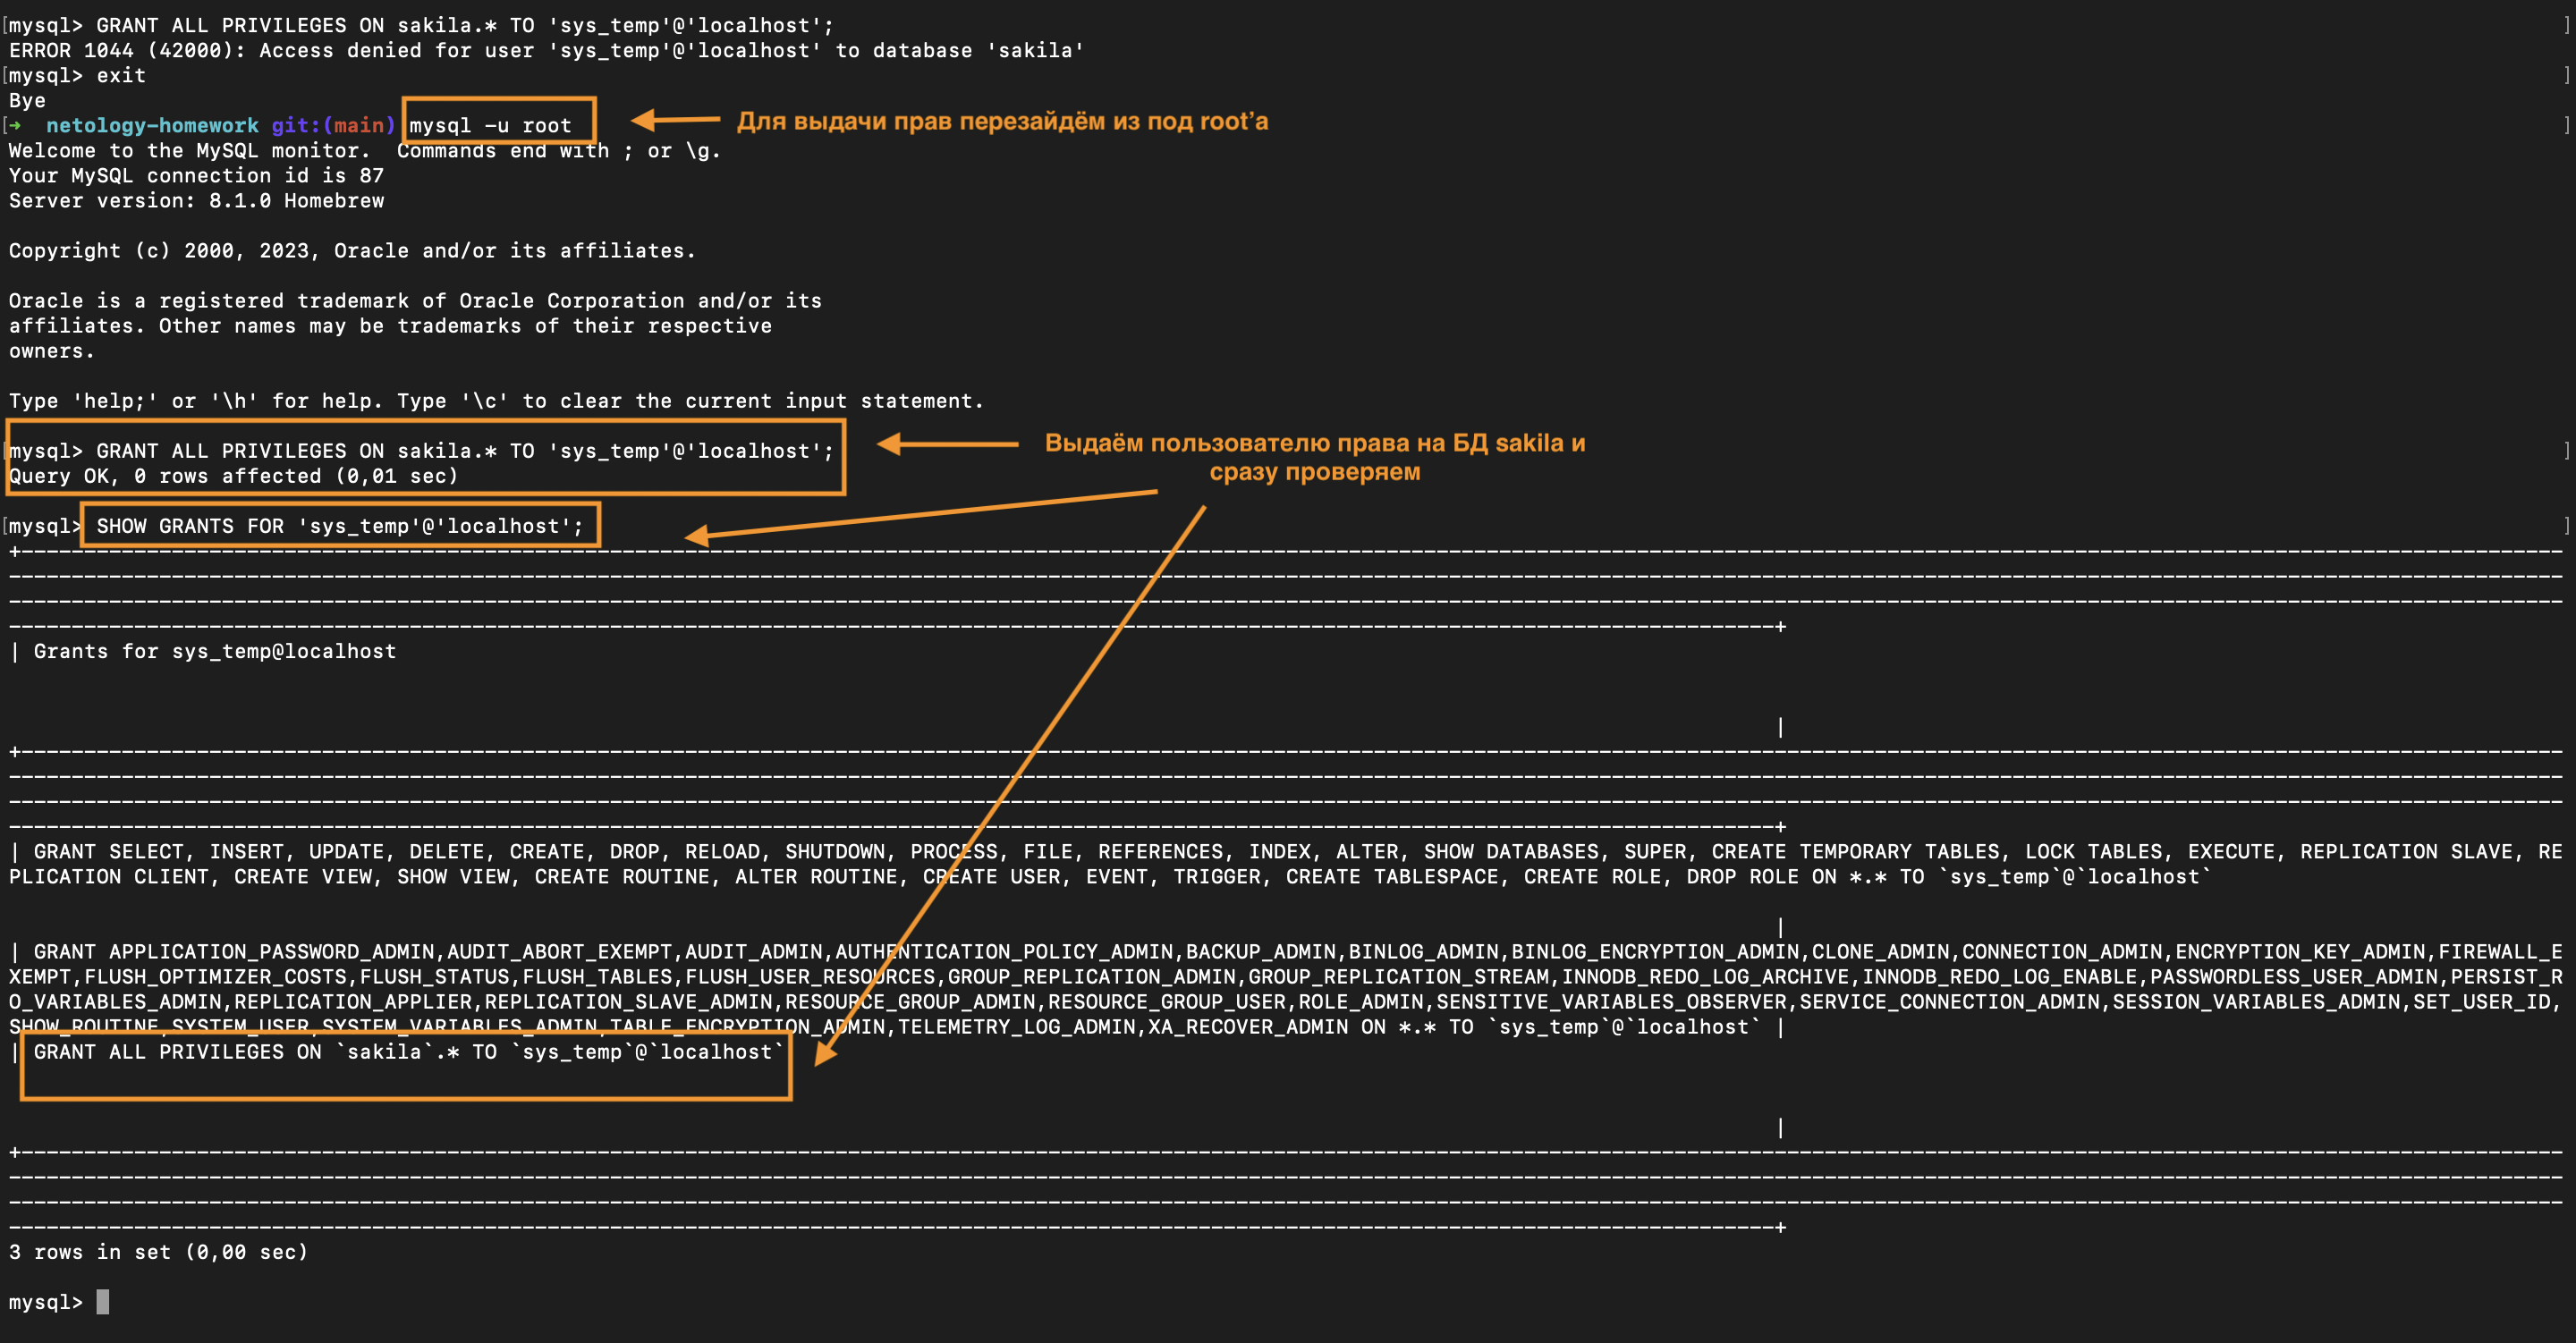 mysql> GRANT ALL PRIVILEGES ON sakila.* TO 'sys_temp'@'localhost';
ERROR 1044 (42000): Access denied for user 'sys_temp'@'localhost' to database 'sakila'
mysql> exit
Bye
➜  netology-homework git:(main) mysql -u root
Для выдачи прав перезайдём из под root’а
Welcome to the MySQL monitor.  Commands end with ; or \g.
Your MySQL connection id is 87
Server version: 8.1.0 Homebrew
Copyright (c) 2000, 2023, Oracle and/or its affiliates.
Oracle is a registered trademark of Oracle Corporation and/or its
affiliates. Other names may be trademarks of their respective
owners.
Type 'help;' or '\h' for help. Type '\c' to clear the current input statement.
mysql> GRANT ALL PRIVILEGES ON sakila.* TO 'sys_temp'@'localhost';
Query OK, 0 rows affected (0,01 sec)
Выдаём пользователю права на БД sakila и
сразу проверяем
mysql> SHOW GRANTS FOR 'sys_temp'@'localhost';
| Grants for sys_temp@localhost
|
| GRANT SELECT, INSERT, UPDATE, DELETE, CREATE, DROP, RELOAD, SHUTDOWN, PROCESS, FILE, REFERENCES, INDEX, ALTER, SHOW DATABASES, SUPER, CREATE TEMPORARY TABLES, LOCK TABLES, EXECUTE, REPLICATION SLAVE, RE
PLICATION CLIENT, CREATE VIEW, SHOW VIEW, CREATE ROUTINE, ALTER ROUTINE, CREATE USER, EVENT, TRIGGER, CREATE TABLESPACE, CREATE ROLE, DROP ROLE ON *.* TO `sys_temp`@`localhost`
|
| GRANT APPLICATION_PASSWORD_ADMIN,AUDIT_ABORT_EXEMPT,AUDIT_ADMIN,AUTHENTICATION_POLICY_ADMIN,BACKUP_ADMIN,BINLOG_ADMIN,BINLOG_ENCRYPTION_ADMIN,CLONE_ADMIN,CONNECTION_ADMIN,ENCRYPTION_KEY_ADMIN,FIREWALL_E
XEMPT,FLUSH_OPTIMIZER_COSTS,FLUSH_STATUS,FLUSH_TABLES,FLUSH_USER_RESOURCES,GROUP_REPLICATION_ADMIN,GROUP_REPLICATION_STREAM,INNODB_REDO_LOG_ARCHIVE,INNODB_REDO_LOG_ENABLE,PASSWORDLESS_USER_ADMIN,PERSIST_R
O_VARIABLES_ADMIN,REPLICATION_APPLIER,REPLICATION_SLAVE_ADMIN,RESOURCE_GROUP_ADMIN,RESOURCE_GROUP_USER,ROLE_ADMIN,SENSITIVE_VARIABLES_OBSERVER,SERVICE_CONNECTION_ADMIN,SESSION_VARIABLES_ADMIN,SET_USER_ID,
SHOW_ROUTINE,SYSTEM_USER,SYSTEM_VARIABLES_ADMIN,TABLE_ENCRYPTION_ADMIN,TELEMETRY_LOG_ADMIN,XA_RECOVER_ADMIN ON *.* TO `sys_temp`@`localhost` |
| GRANT ALL PRIVILEGES ON `sakila`.* TO `sys_temp`@`localhost`
|
3 rows in set (0,00 sec)
mysql>